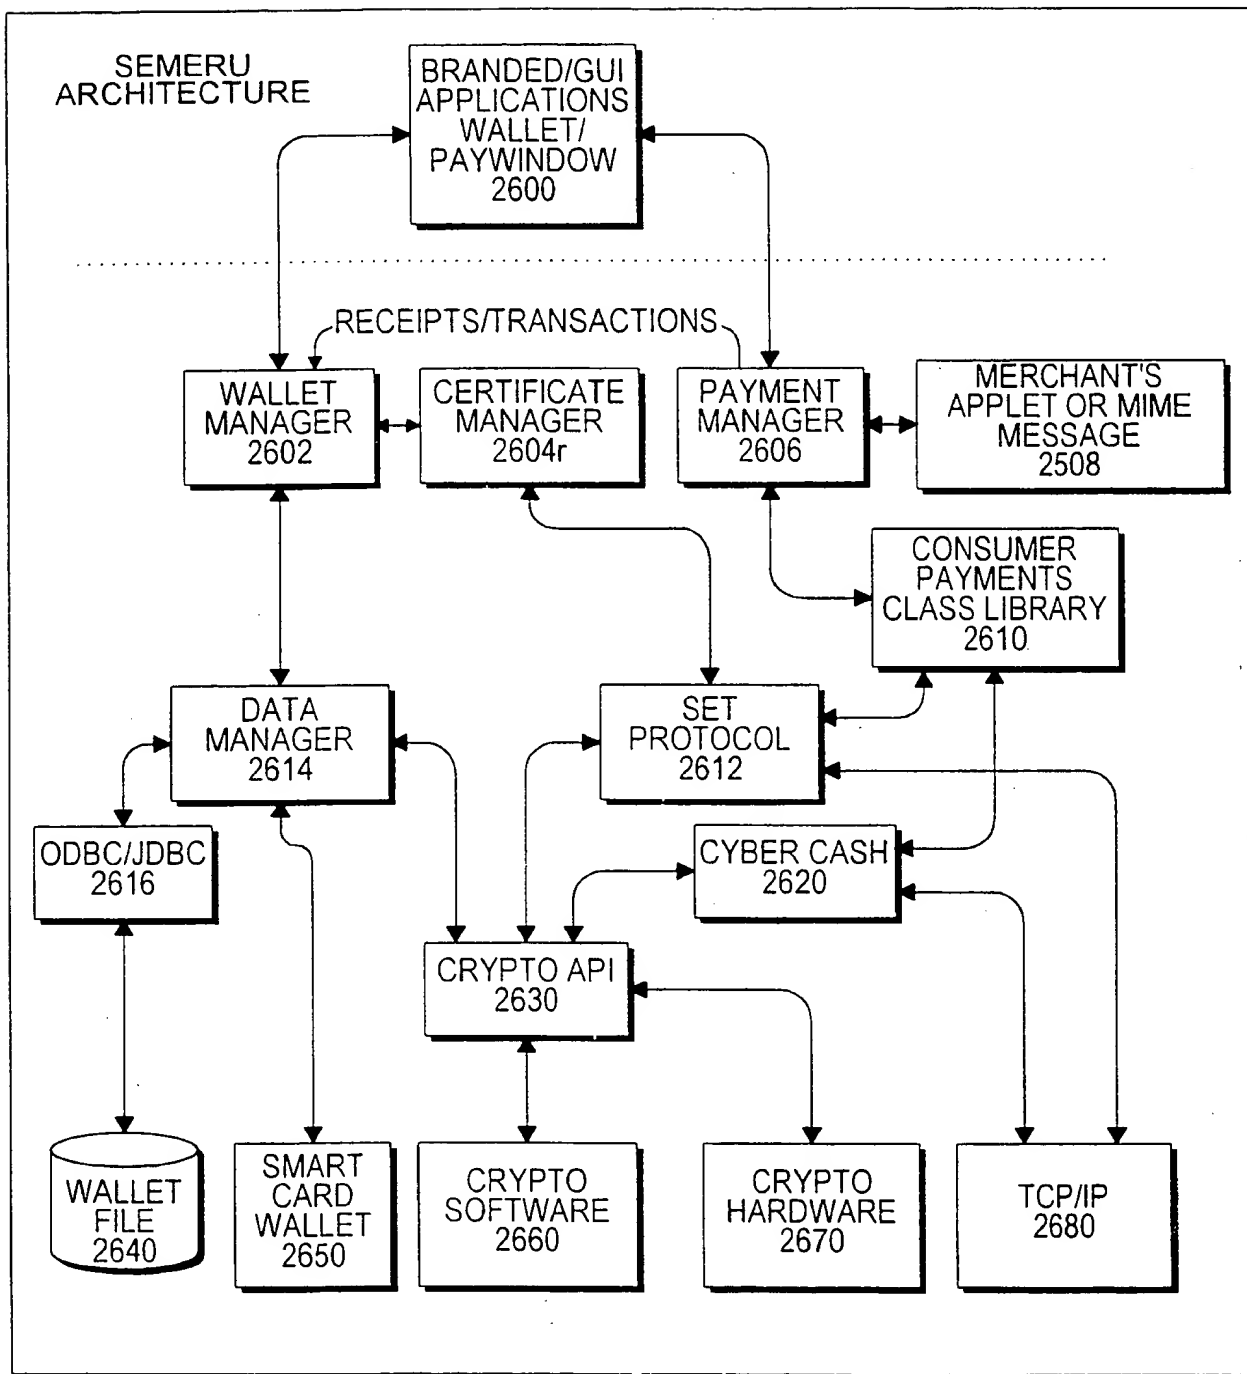 SEMERU
ARCHITECTURE
BRANDED/GUI
APPLICATIONS
WALLET/
PAYWINDOW
2600
RECEIPTS/TRANSACTIONS
WALLET
MANAGER
2602
CERTIFICATE
MANAGER
2604r
PAYMENT
MANAGER
2606
MERCHANT'S
APPLET OR MIME
MESSAGE
2508
CONSUMER
PAYMENTS
CLASS LIBRARY
2610
DATA
MANAGER
2614
SET
PROTOCOL
2612
ODBC/JDBC
2616
CYBER CASH
2620
CRYPTO API
2630
WALLET
FILE
2640
SMART
CARD
WALLET
2650
CRYPTO
SOFTWARE
2660
CRYPTO
HARDWARE
2670
TCP/IP
2680